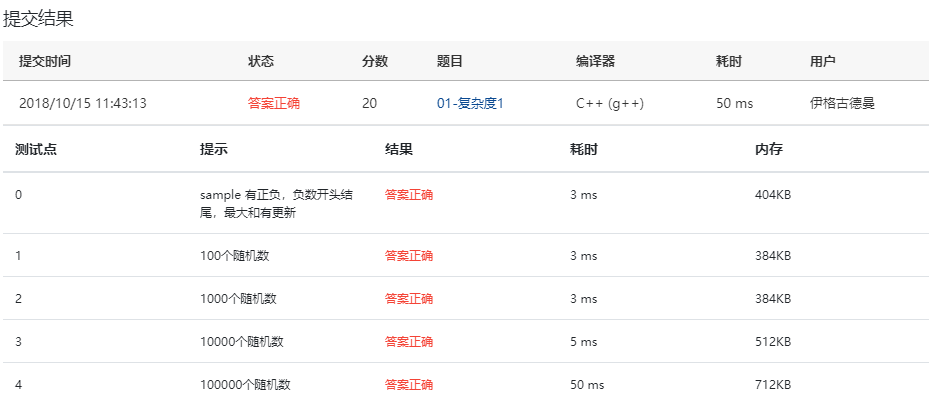 提交结果
提交时间 状态 分数 题目 编译器 耗时 用户
2018/10/15 11:43:13 答案正确 20 01-复杂度1 C++ (g++) 50 ms 伊格古德曼
测试点 提示 结果 耗时 内存
0 sample 有正负，负数开头结 答案正确 3 ms 404KB
尾，最大和有更新
1 100个随机数 答案正确 3 ms 384KB
2 1000个随机数 答案正确 3 ms 384KB
3 10000个随机数 答案正确 5 ms 512KB
4 100000个随机数 答案正确 50 ms 712KB